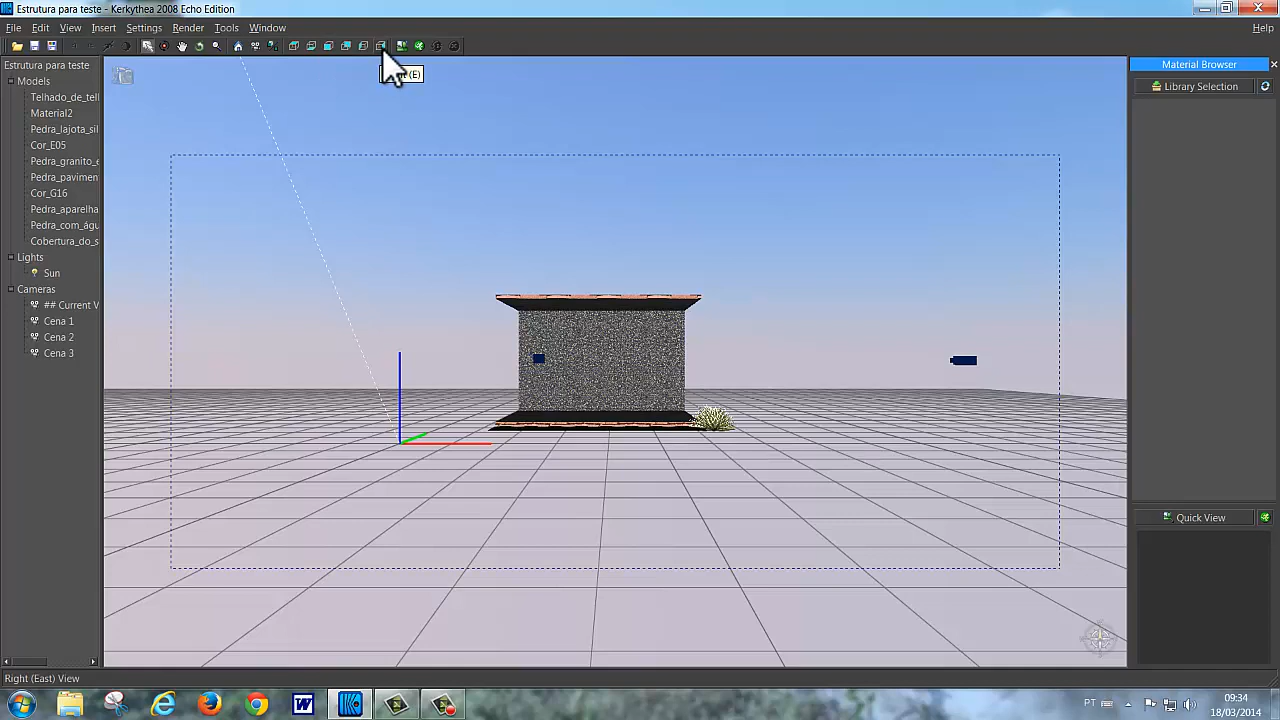 Estrutura para teste - Kerkythea 2008 Echo Edition
File Edit View Insert Settings Render Tools Window Help
Estrutura para teste
Models
Telhado_de_tell
Material2
Pedra_lajota_sil
Cor_E05
Pedra_granito_e
Pedra_pavimen
Cor_G16
Pedra_aparelha
Pedra_com_águ
Cobertura_do_s
Lights
Sun
Cameras
## Current V
Cena 1
Cena 2
Cena 3
(E)
Material Browser
Library Selection
Quick View
Right (East) View
PT
09:34
18/03/2014